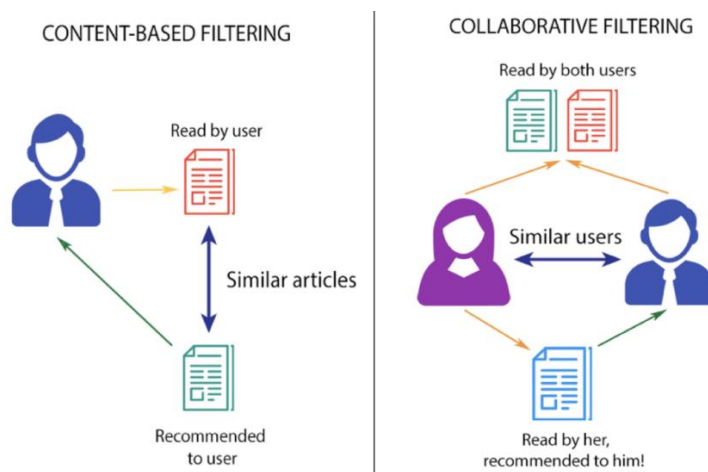 CONTENT-BASED FILTERING
Read by user
Similar articles
Recommended
to user
COLLABORATIVE FILTERING
Read by both users
Similar users
Read by her,
recommended to him!